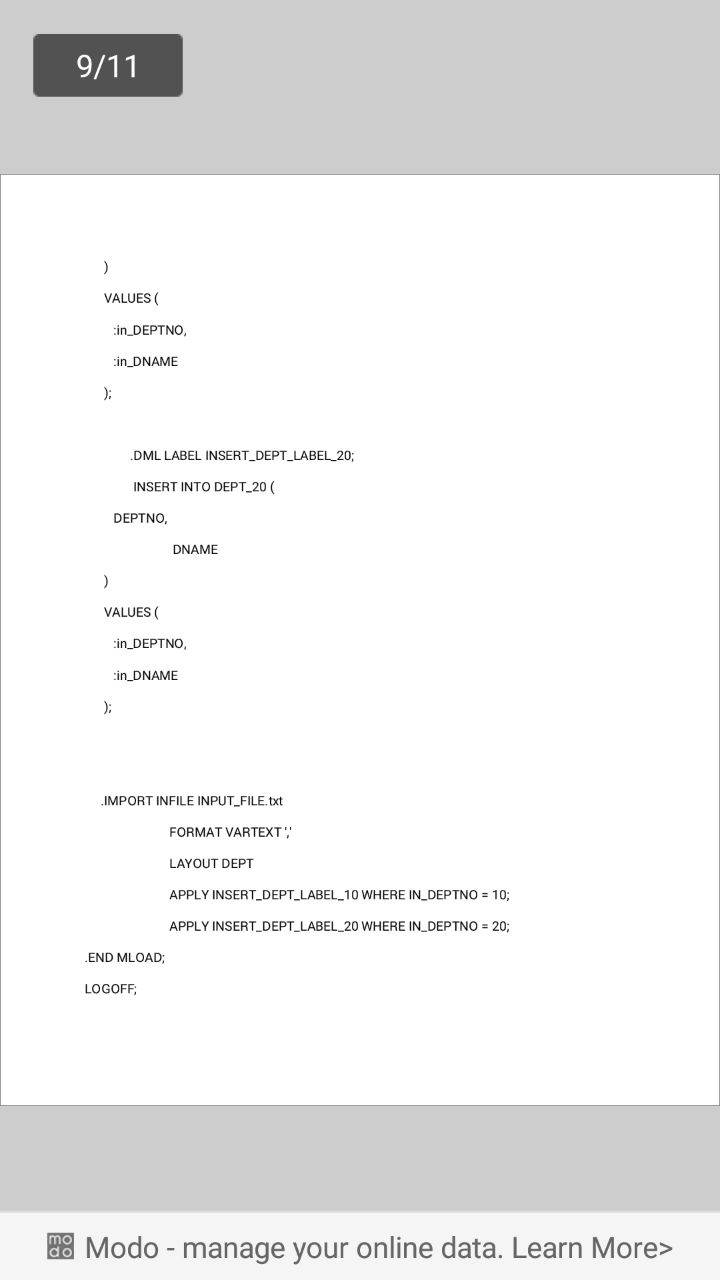 9/11
)
VALUES (
:in_DEPTNO,
:in_DNAME
);
.DML LABEL INSERT_DEPT_LABEL_20;
INSERT INTO DEPT_20 (
DEPTNO,
DNAME
)
VALUES (
:in_DEPTNO,
:in_DNAME
);
.IMPORT INFILE INPUT_FILE.txt
FORMAT VARTEXT ','
LAYOUT DEPT
APPLY INSERT_DEPT_LABEL_10 WHERE IN_DEPTNO = 10;
APPLY INSERT_DEPT_LABEL_20 WHERE IN_DEPTNO = 20;
.END MLOAD;
LOGOFF;
modo Modo - manage your online data. Learn More>